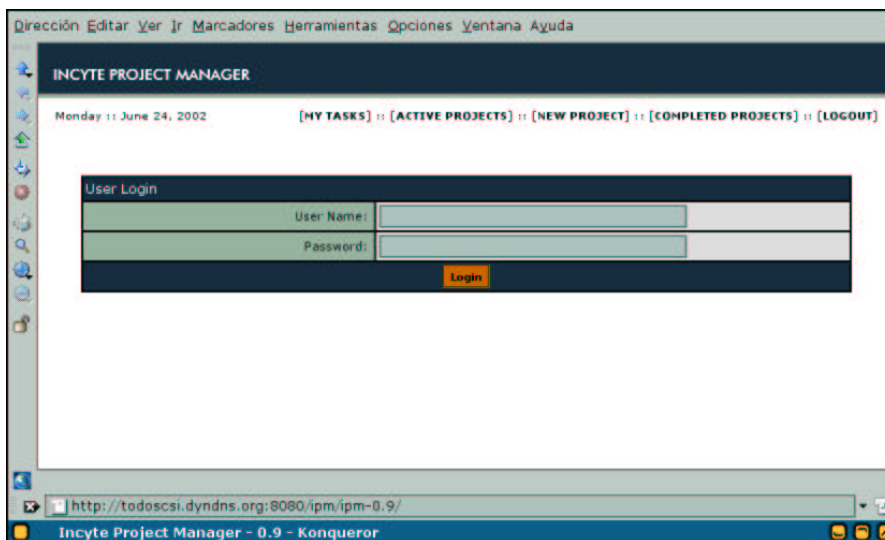 Dirección Editar Ver Ir Marcadores Herramientas Opciones Ventana Ayuda
INCYTE PROJECT MANAGER
Monday :: June 24, 2002 [MY TASKS] :: [ACTIVE PROJECTS] :: [NEW PROJECT] :: [COMPLETED PROJECTS] :: [LOGOUT]
User Login
User Name:
Password:
Login
http://todoscsi.dyndns.org:8080/ipm/ipm-0.9/
Incyte Project Manager - 0.9 - Konqueror